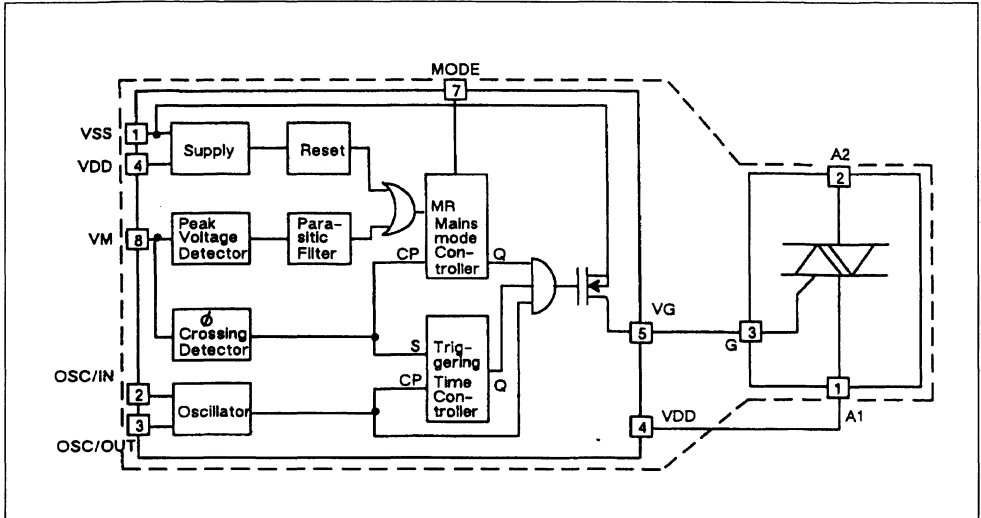 MODE
7
VSS
1
VDD
4
Supply
Reset
A2
2
MR
Mains
mode
Con-
troller
CP
Q
VM
8
Peak
Voltage
Detector
Para-
sitic
Filter
VG
5
3
G
ϕ
Crossing
Detector
S
CP
Trig-
gering
Time
Con-
troller
Q
1
A1
OSC/IN
2
3
OSC/OUT
Oscillator
4
VDD